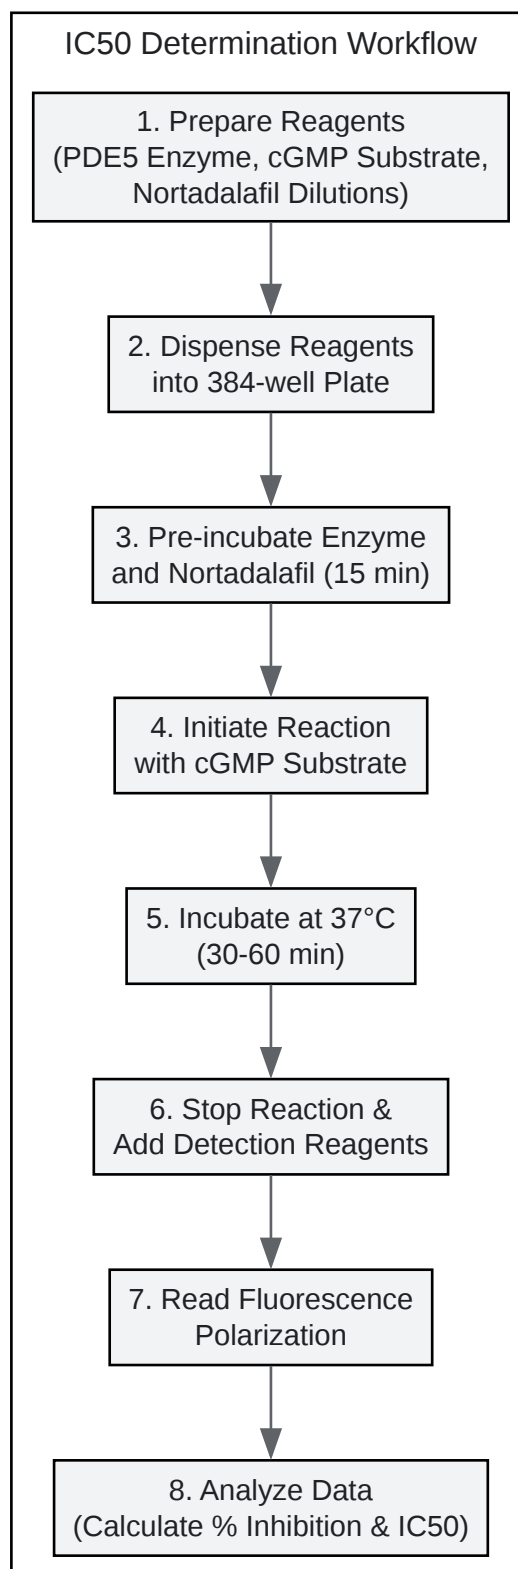 IC50 Determination Workflow
1. Prepare Reagents
(PDE5 Enzyme, cGMP Substrate,
Nortadalafil Dilutions)
2. Dispense Reagents
into 384-well Plate
3. Pre-incubate Enzyme
and Nortadalafil (15 min)
4. Initiate Reaction
with cGMP Substrate
5. Incubate at 37°C
(30-60 min)
6. Stop Reaction &
Add Detection Reagents
7. Read Fluorescence
Polarization
8. Analyze Data
(Calculate % Inhibition & IC50)